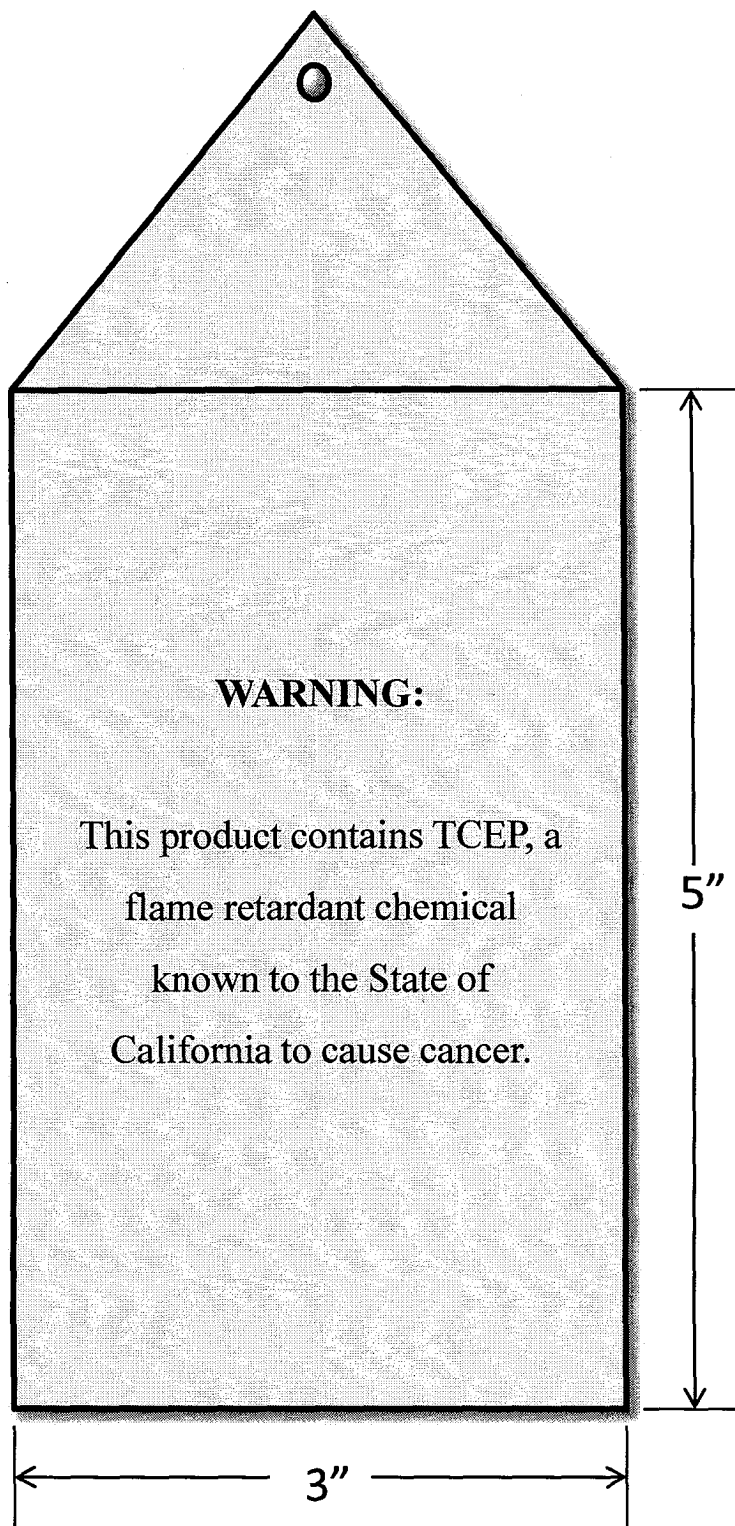 WARNING:
This product contains TCEP, a
flame retardant chemical
known to the State of
California to cause cancer.
5”
3”